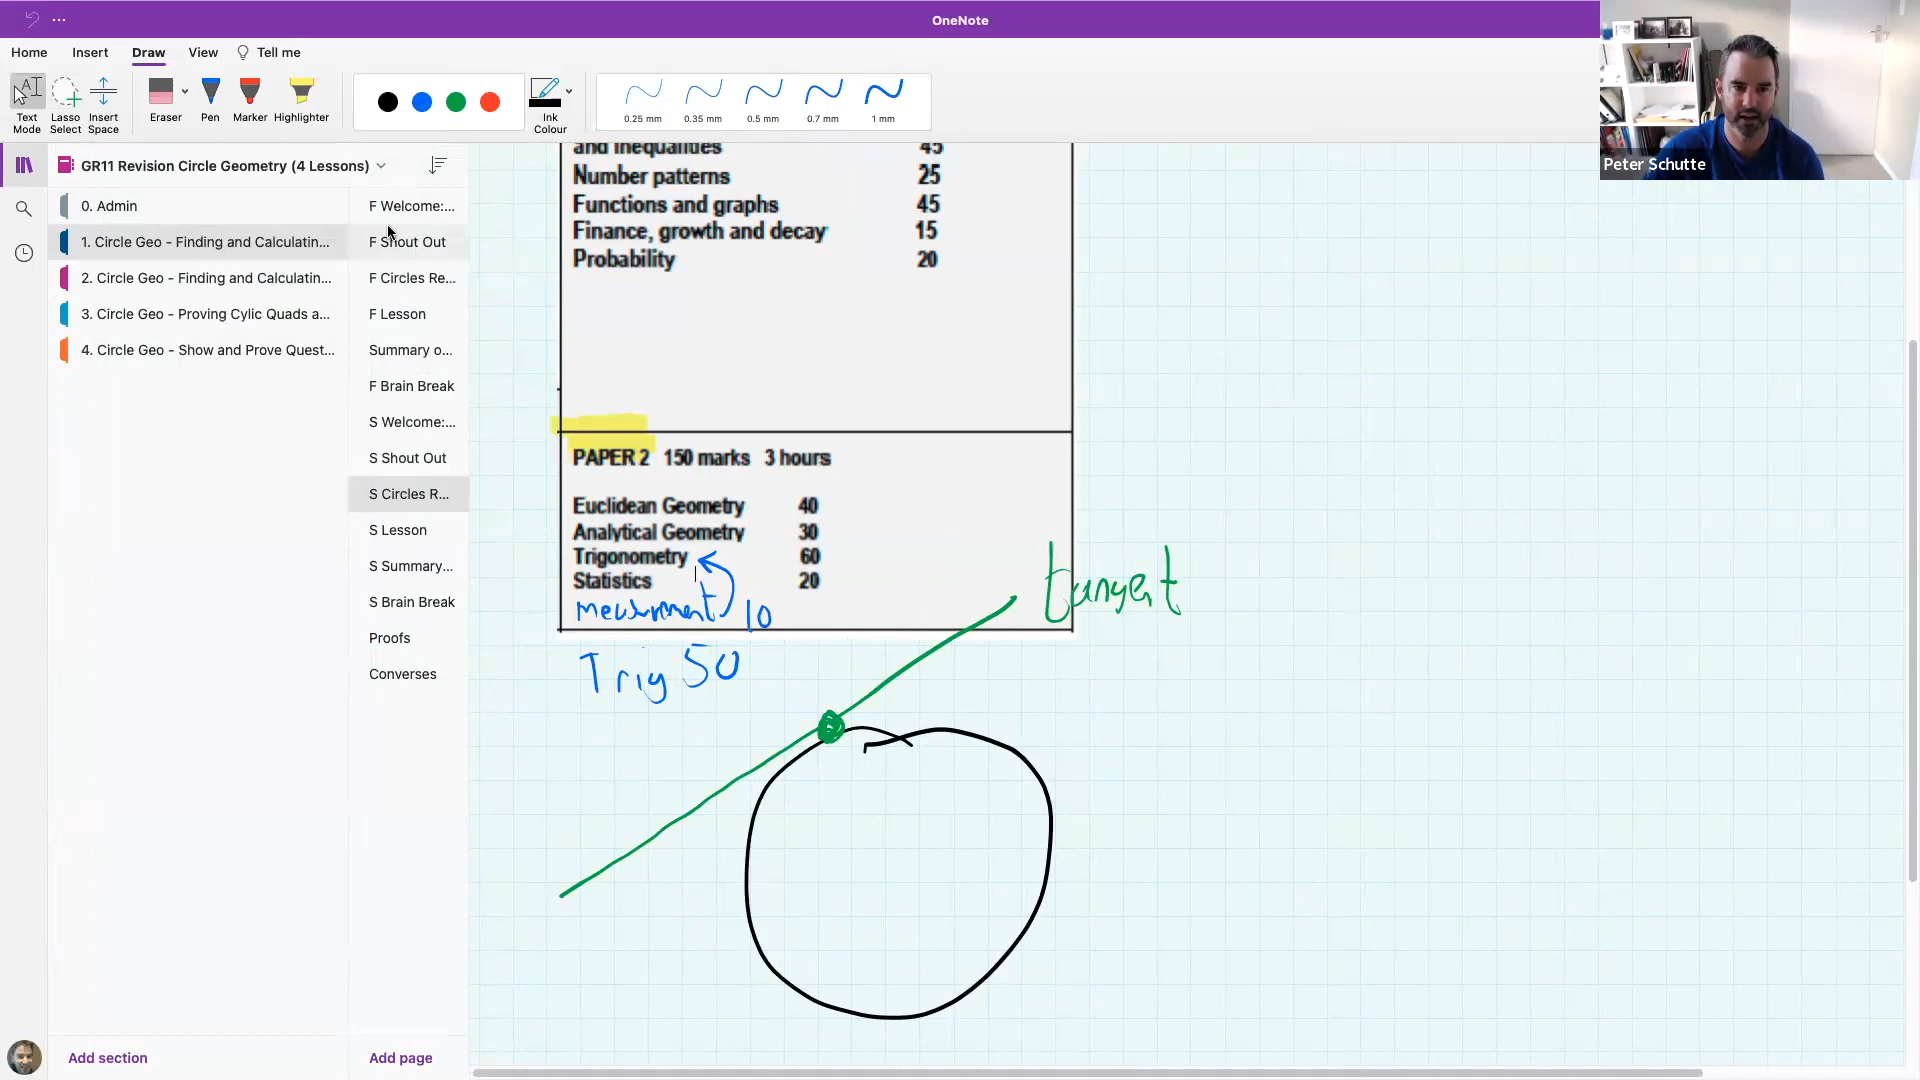 OneNote
Home Insert Draw View Tell me
Text Mode
Lasso Select
Insert Space
Eraser
Pen
Marker
Highlighter
Ink Colour
0.25 mm
0.35 mm
0.5 mm
0.7 mm
1 mm
Peter Schutte
GR11 Revision Circle Geometry (4 Lessons)
0. Admin
1. Circle Geo - Finding and Calculatin...
2. Circle Geo - Finding and Calculatin...
3. Circle Geo - Proving Cylic Quads a...
4. Circle Geo - Show and Prove Quest...
F Welcome:...
F Shout Out
F Circles Re...
F Lesson
Summary o...
F Brain Break
S Welcome:...
S Shout Out
S Circles R...
S Lesson
S Summary...
S Brain Break
Proofs
Converses
Add section
Add page
and inequalities 45
Number patterns 25
Functions and graphs 45
Finance, growth and decay 15
Probability 20
PAPER 2 150 marks 3 hours
Euclidean Geometry 40
Analytical Geometry 30
Trigonometry 60
Statistics 20
10
Trig 50
tangent